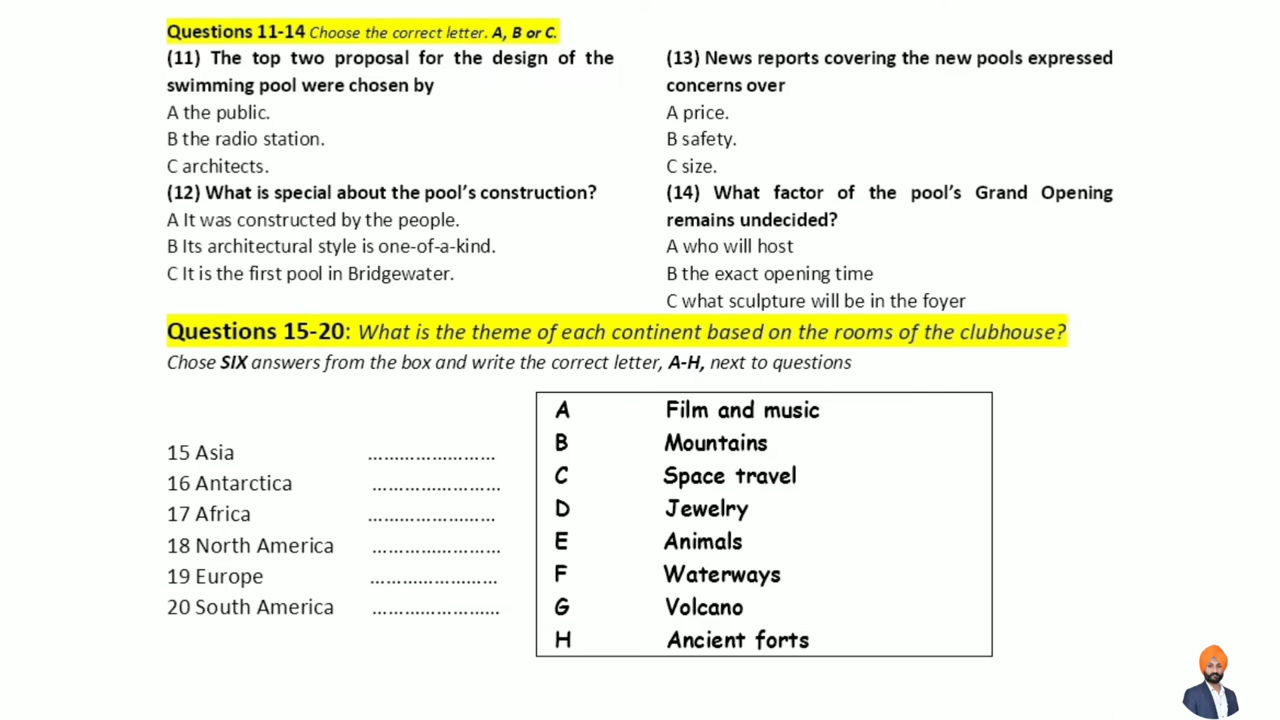 Questions 11-14 Choose the correct letter. A, B or C.
(11) The top two proposal for the design of the
swimming pool were chosen by
A the public.
B the radio station.
C architects.
(12) What is special about the pool's construction?
A It was constructed by the people.
B Its architectural style is one-of-a-kind.
C It is the first pool in Bridgewater.
(13) News reports covering the new pools expressed
concerns over
A price.
B safety.
C size.
(14) What factor of the pool's Grand Opening
remains undecided?
A who will host
B the exact opening time
C what sculpture will be in the foyer
Questions 15-20: What is the theme of each continent based on the rooms of the clubhouse?
Chose SIX answers from the box and write the correct letter, A-H, next to questions
15 Asia ........................
16 Antarctica ........................
17 Africa ........................
18 North America ........................
19 Europe ........................
20 South America ........................
A Film and music
B Mountains
C Space travel
D Jewelry
E Animals
F Waterways
G Volcano
H Ancient forts